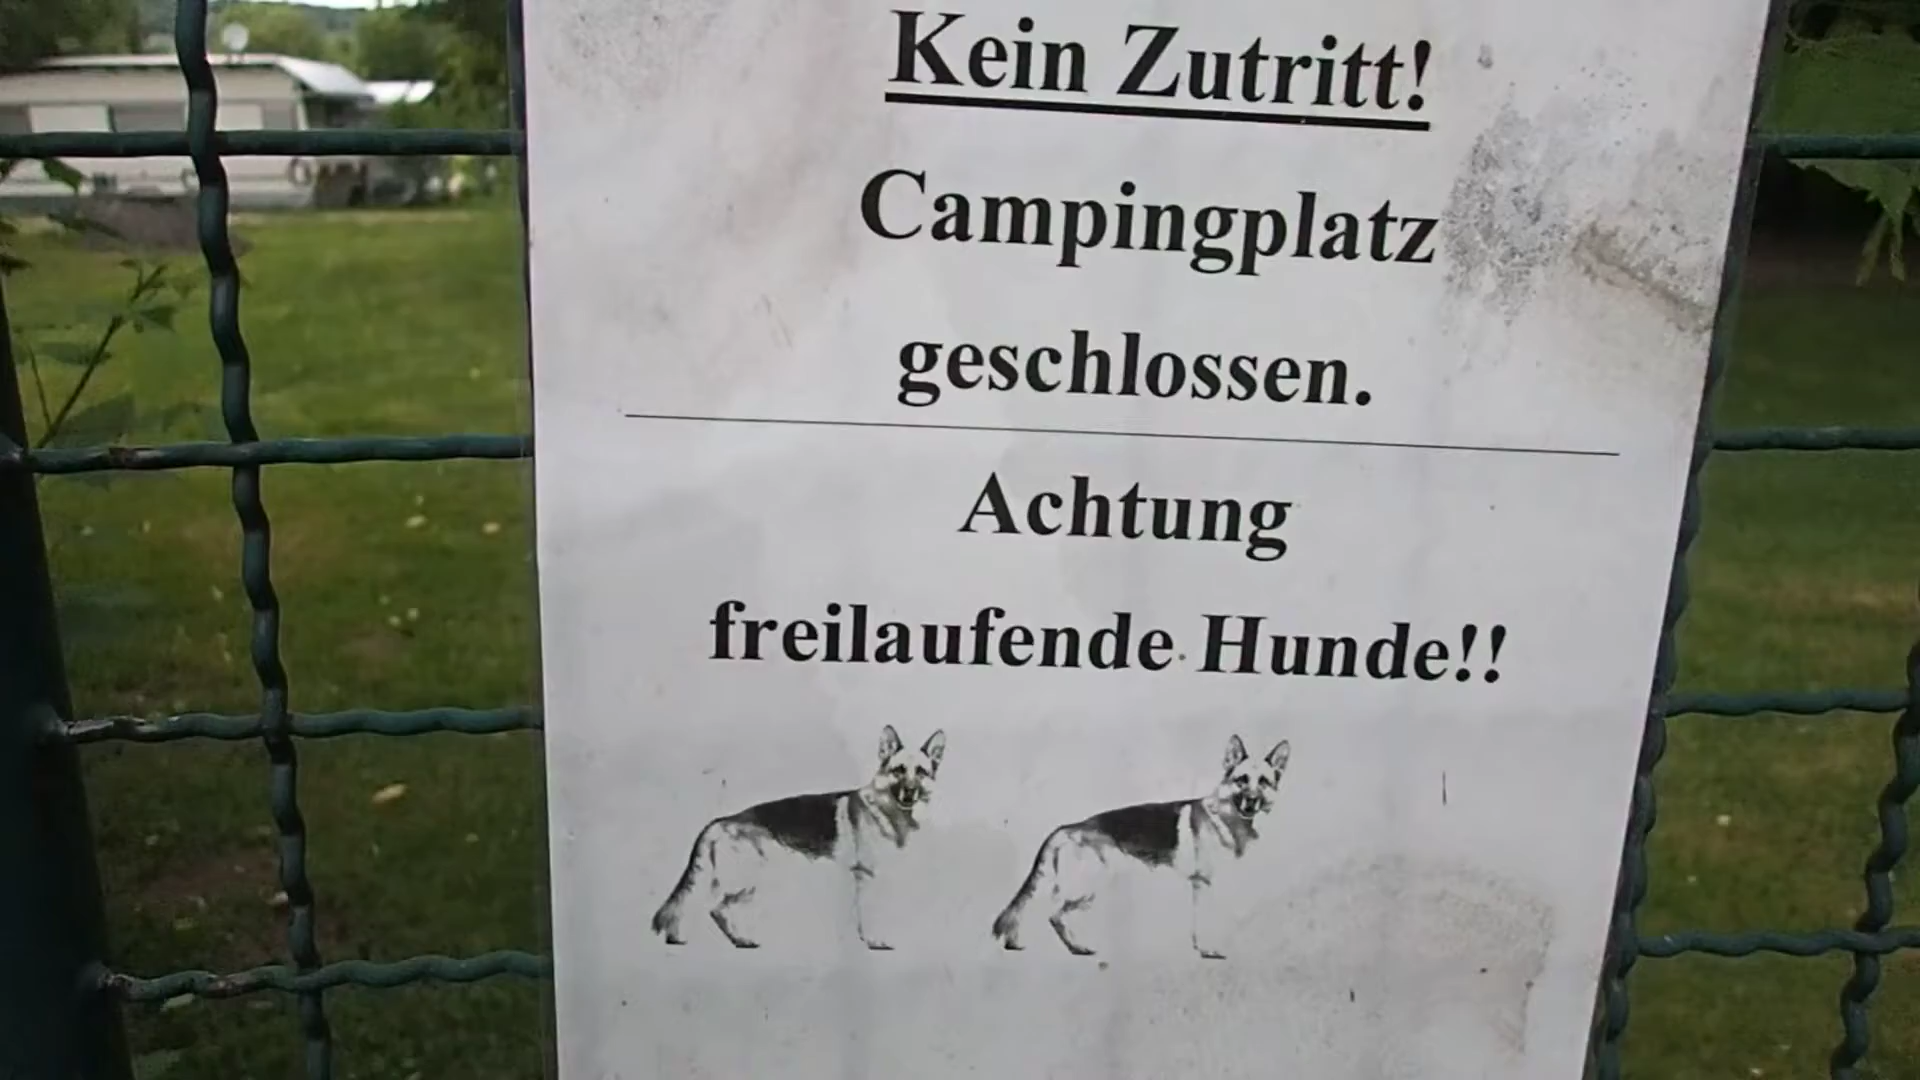 Kein Zutritt!
Campingplatz
geschlossen.
Achtung
freilaufende Hunde!!